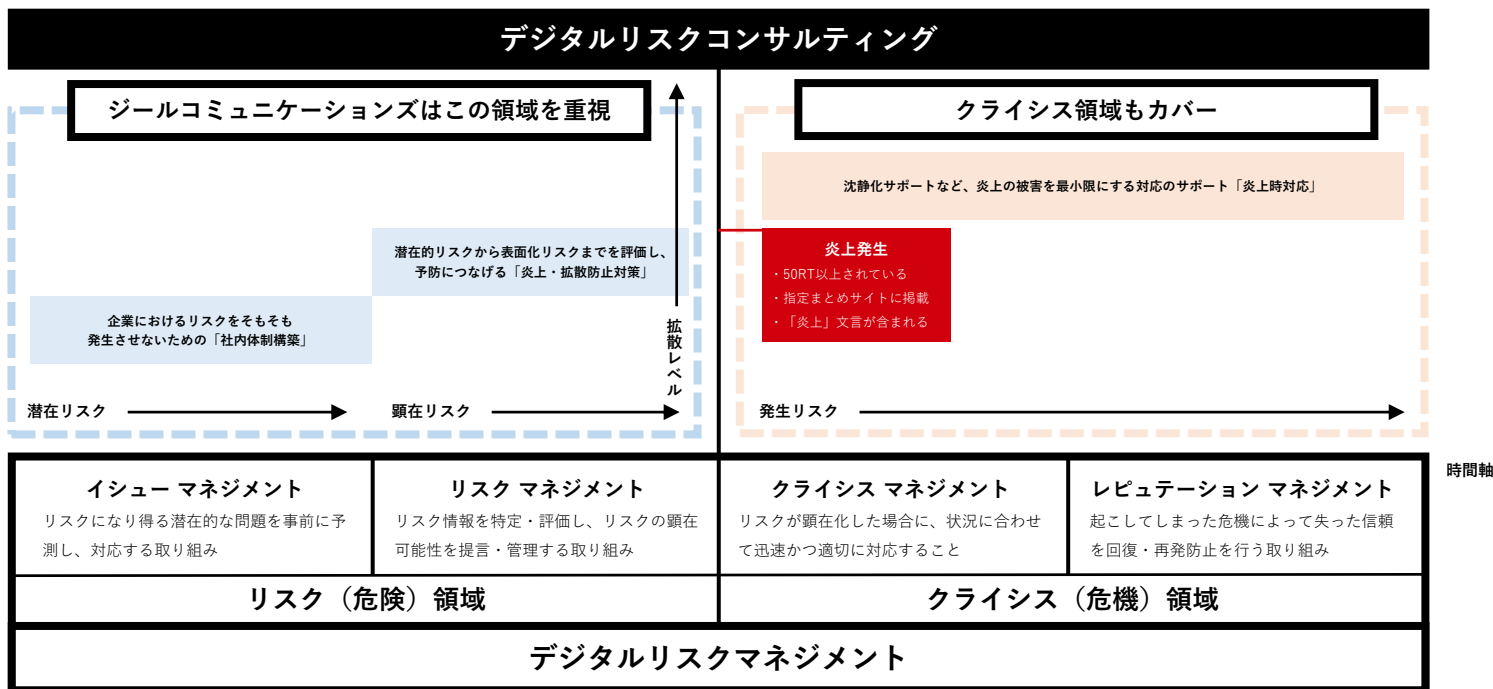 デジタルリスクコンサルティング
ジールコミュニケーションズはこの領域を重視
クライシス領域もカバー
沈静化サポートなど、炎上の被害を最小限にする対応のサポート「炎上時対応」
潜在的リスクから表面化リスクまでを評価し、
予防につなげる「炎上・拡散防止対策」
炎上発生
・50RT以上されている
・指定まとめサイトに掲載
・「炎上」文言が含まれる
企業におけるリスクをそもそも
発生させないための「社内体制構築」
拡散レベル
潜在リスク
顕在リスク
発生リスク
時間軸
イシュー マネジメント
リスクになり得る潜在的な問題を事前に予
測し、対応する取り組み
リスク マネジメント
リスク情報を特定・評価し、リスクの顕在
可能性を提言・管理する取り組み
クライシス マネジメント
リスクが顕在化した場合に、状況に合わせ
て迅速かつ適切に対応すること
レピュテーション マネジメント
起こしてしまった危機によって失った信頼
を回復・再発防止を行う取り組み
リスク（危険）領域
クライシス（危機）領域
デジタルリスクマネジメント